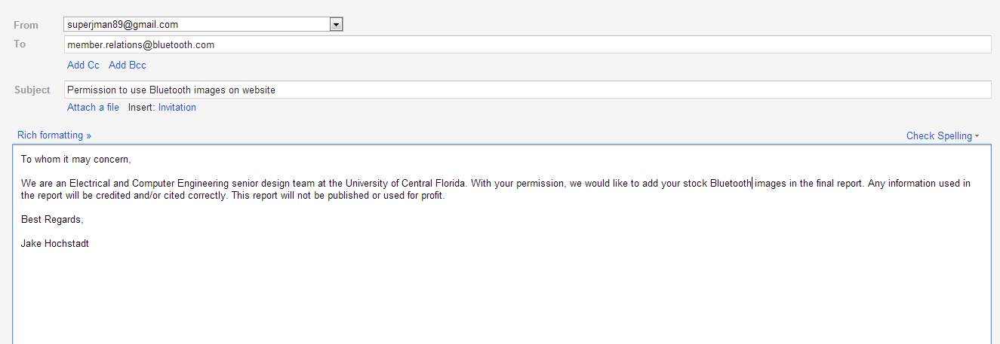 From superjman89@gmail.com
To member.relations@bluetooth.com
Add Cc Add Bcc
Subject Permission to use Bluetooth images on website
Attach a file Insert: Invitation
Rich formatting » Check Spelling
To whom it may concern,
We are an Electrical and Computer Engineering senior design team at the University of Central Florida. With your permission, we would like to add your stock Bluetooth images in the final report. Any information used in
the report will be credited and/or cited correctly. This report will not be published or used for profit.
Best Regards,
Jake Hochstadt